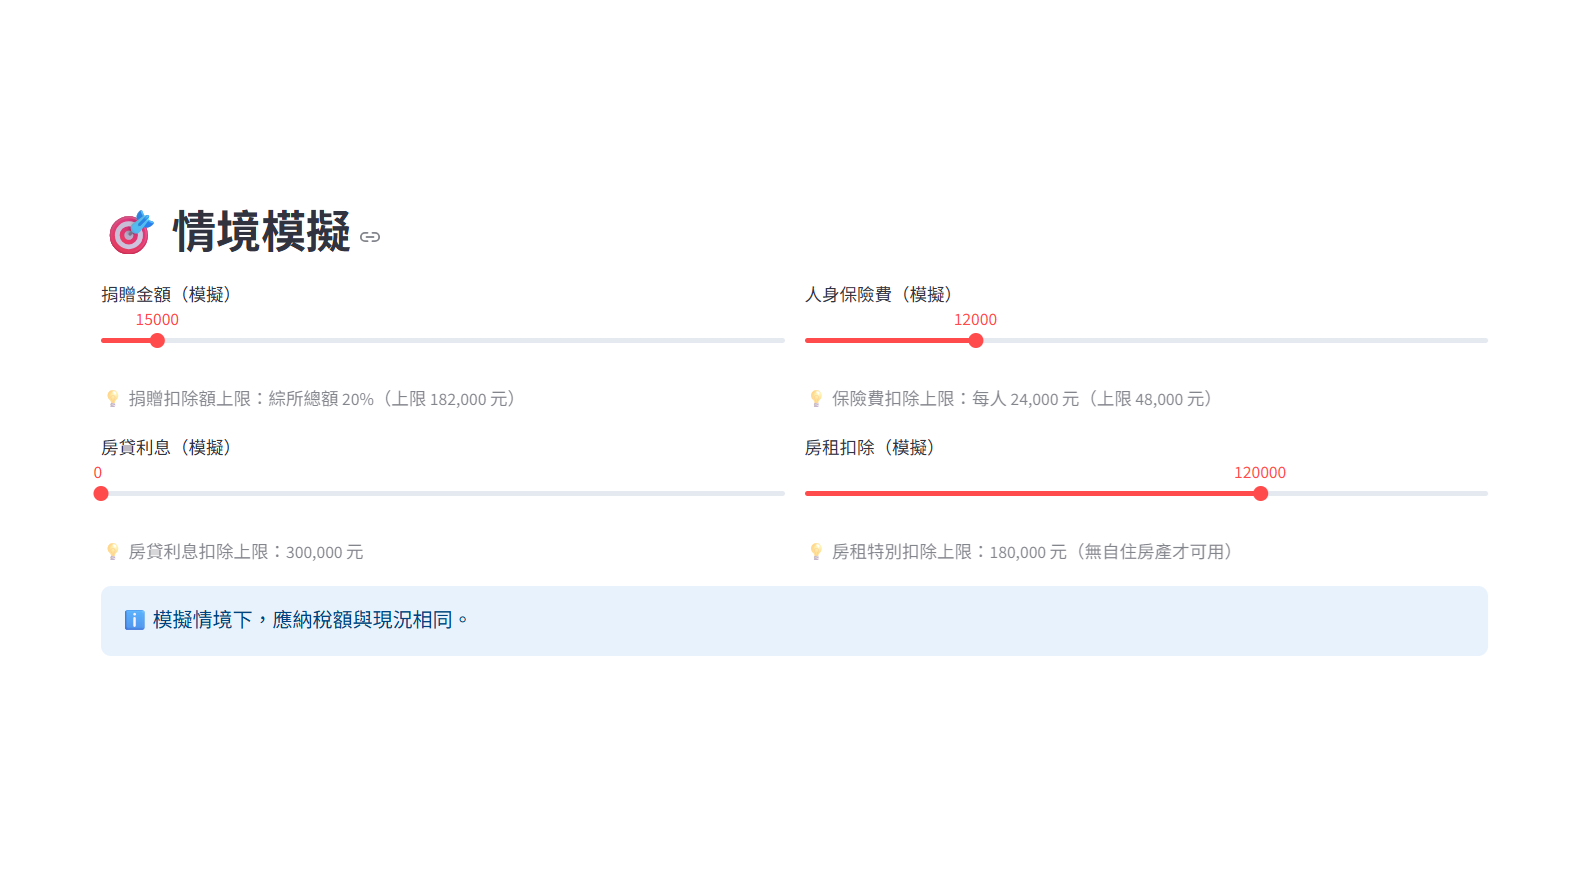 情境模擬
捐贈金額（模擬）
15000
捐贈扣除額上限：綜所總額 20%（上限 182,000 元）
人身保險費（模擬）
12000
保險費扣除上限：每人 24,000 元（上限 48,000 元）
房貸利息（模擬）
0
房貸利息扣除上限：300,000 元
房租扣除（模擬）
120000
房租特別扣除上限：180,000 元（無自住房產才可用）
模擬情境下，應納稅額與現況相同。